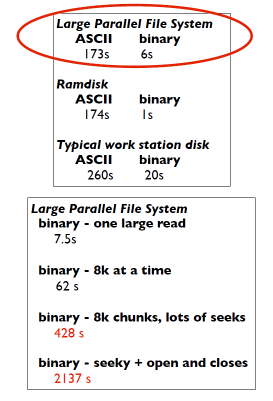 Large Parallel File System
ASCII binary
173s 6s
Ramdisk
ASCII binary
174s 1s
Typical work station disk
ASCII binary
260s 20s
Large Parallel File System
binary - one large read
7.5s
binary - 8k at a time
62 s
binary - 8k chunks, lots of seeks
428 s
binary - seeky + open and closes
2137 s